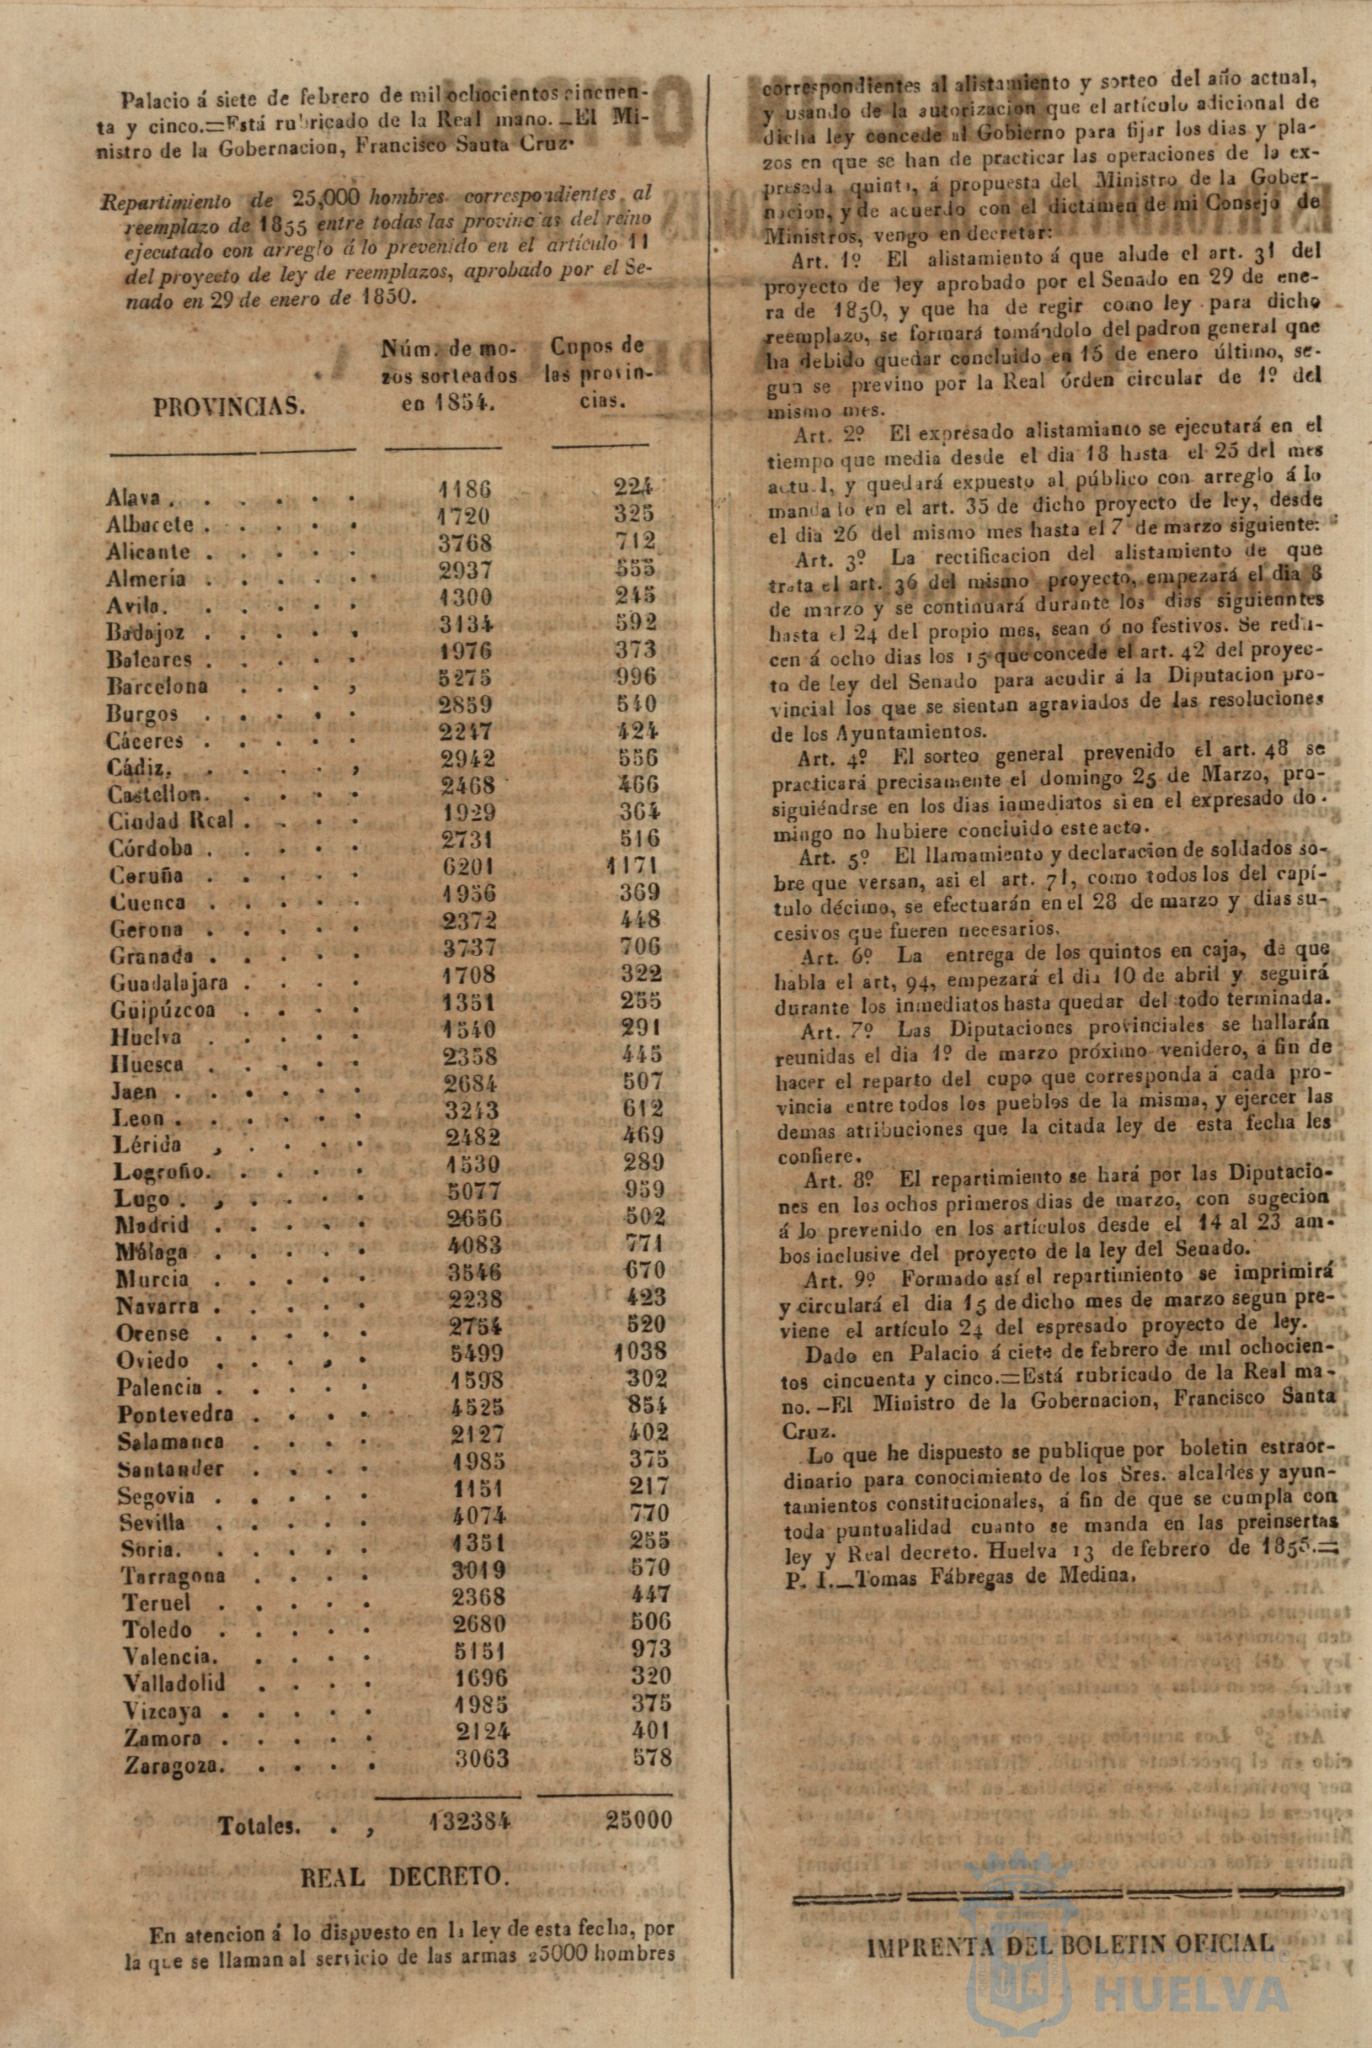 Palacio á siete de febrero de mil ochocientos cincuen-
ta y cinco.=Está rubricado de la Real mano.—El Mi-
nistro de la Gobernacion, Francisco Santa Cruz.
Repartimiento de 25,000 hombres correspondientes al
reemplazo de 1855 entre todas las provincias del reino
ejecutado con arreglo á lo prevenido en el artículo 11
del proyecto de ley de reemplazos, aprobado por el Se-
nado en 29 de enero de 1850.
PROVINCIAS. Núm. de mo- Cupos de
zos sorteados las provin-
en 1854. cias.
Alava . . . . . . 1186 224
Albacete . . . . . 1720 325
Alicante . . . . . 3768 712
Almería . . . . . 2937 555
Avila. . . . . . 1300 245
Badajoz . . . . . 3134 592
Baleares . . . . . 1976 373
Barcelona . . . , 5275 996
Burgos . . . . . 2859 540
Cáceres . . . . . 2247 424
Cádiz. . . . . , 2942 556
Castellon. . . . . 2468 466
Ciudad Real . . . . 1929 364
Córdoba . . . . . 2731 516
Coruña . . . . . 6201 1171
Cuenca . . . . . 1956 369
Gerona . . . . . 2372 448
Granada . . . . . 3737 706
Guadalajara . . . . 1708 322
Guipúzcoa . . . . 1351 255
Huelva . . . . . 1540 291
Huesca . . . . . 2358 445
Jaen . . . . . . 2684 507
Leon . . . . . . 3243 612
Lérida , . . . . 2482 469
Logroño. . . . . 1530 289
Lugo . , . . . . 5077 959
Madrid . . . . . 2656 502
Málaga . . . . . 4083 771
Murcia . . . . . 3546 670
Navarra . . . . . 2238 423
Orense . . . . . 2754 520
Oviedo . . . , . 5499 1038
Palencia . . . . . 1598 302
Pontevedra . . . . 4525 854
Salamanca . . . . 2127 402
Santander . . . . 1985 375
Segovia . . . . . 1151 217
Sevilla . . . . . 4074 770
Soria. . . . . . 1351 255
Tarragona . . . . 3019 570
Teruel . . . . . 2368 447
Toledo . . . . . 2680 506
Valencia. . . . . 5151 973
Valladolid . . . . 1696 320
Vizcaya . . . . . 1985 375
Zamora . . . . . 2124 401
Zaragoza. . . . . 3063 578
Totales. . , 132384 25000
REAL DECRETO.
En atencion á lo dispuesto en la ley de esta fecha, por
la que se llaman al servicio de las armas 25000 hombres
correspondientes al alistamiento y sorteo del año actual,
y usando de la autorizacion que el artículo adicional de
dicha ley concede al Gobierno para fijar los dias y pla-
zos en que se han de practicar las operaciones de la ex-
presada quinta, á propuesta del Ministro de la Gober-
nacion, y de acuerdo con el dictámen de mi Consejo de
Ministros, vengo en decretar:
Art. 1º El alistamiento á que alude el art. 31 del
proyecto de ley aprobado por el Senado en 29 de ene-
ra de 1850, y que ha de regir como ley para dicho
reemplazo, se formará tomándolo del padron general que
ha debido quedar concluido en 15 de enero último, se-
gun se previno por la Real órden circular de 1º del
mismo mes.
Art. 2º El expresado alistamianto se ejecutará en el
tiempo que media desde el dia 18 hasta el 25 del mes
actual, y quedará expuesto al público con arreglo á lo
mandado en el art. 35 de dicho proyecto de ley, desde
el dia 26 del mismo mes hasta el 7 de marzo siguiente:
Art. 3º La rectificacion del alistamiento de que
trata el art. 36 del mismo proyecto, empezará el dia 8
de marzo y se continuará durante los dias siguienntes
hasta el 24 del propio mes, sean ó no festivos. Se redu-
cen á ocho dias los 15 que concede el art. 42 del proyec-
to de ley del Senado para acudir á la Diputacion pro-
vincial los que se sientan agraviados de las resoluciones
de los Ayuntamientos.
Art. 4º El sorteo general prevenido el art. 48 se
practicará precisamente el domingo 25 de Marzo, pro-
siguiéndrse en los dias inmediatos si en el expresado do-
mingo no hubiere concluido este acto.
Art. 5º El llamamiento y declaracion de soldados so-
bre que versan, asi el art. 71, como todos los del capí-
tulo décimo, se efectuarán en el 28 de marzo y dias su-
cesivos que fueren necesarios.
Art. 6º La entrega de los quintos en caja, de que
habla el art, 94, empezará el dia 10 de abril y seguirá
durante los inmediatos hasta quedar del todo terminada.
Art. 7º Las Diputaciones provinciales se hallarán
reunidas el dia 1º de marzo próximo venidero, á fin de
hacer el reparto del cupo que corresponda á cada pro-
vincia entre todos los pueblos de la misma, y ejercer las
demas atribuciones que la citada ley de esta fecha les
confiere.
Art. 8º El repartimiento se hará por las Diputacio-
nes en los ochos primeros dias de marzo, con sugecion
á lo prevenido en los artículos desde el 14 al 23 am-
bos inclusive del proyecto de la ley del Senado.
Art. 9º Formado así el repartimiento se imprimirá
y circulará el dia 15 de dicho mes de marzo segun pre-
viene el artículo 24 del espresado proyecto de ley.
Dado en Palacio á ciete de febrero de mil ochocien-
tos cincuenta y cinco.=Está rubricado de la Real ma-
no.—El Ministro de la Gobernacion, Francisco Santa
Cruz.
Lo que he dispuesto se publique por boletin estraor-
dinario para conocimiento de los Sres. alcaldes y ayun-
tamientos constitucionales, á fin de que se cumpla con
toda puntualidad cuanto se manda en las preinsertas
ley y Real decreto. Huelva 13 de febrero de 1855.=
P. I.—Tomas Fábregas de Medina.
IMPRENTA DEL BOLETIN OFICIAL
Ayuntamiento de
HUELVA